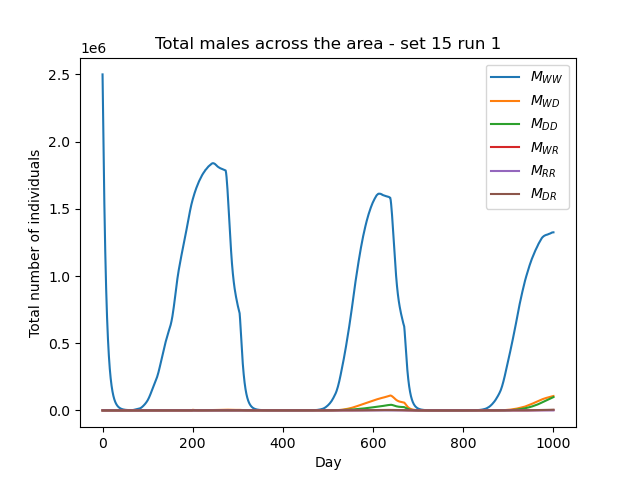 Total males across the area - set 15 run 1
1e6
2.5
2.0
1.5
1.0
0.5
0.0
Total number of individuals
0 200 400 600 800 1000
Day
M_WW
M_WD
M_DD
M_WR
M_RR
M_DR